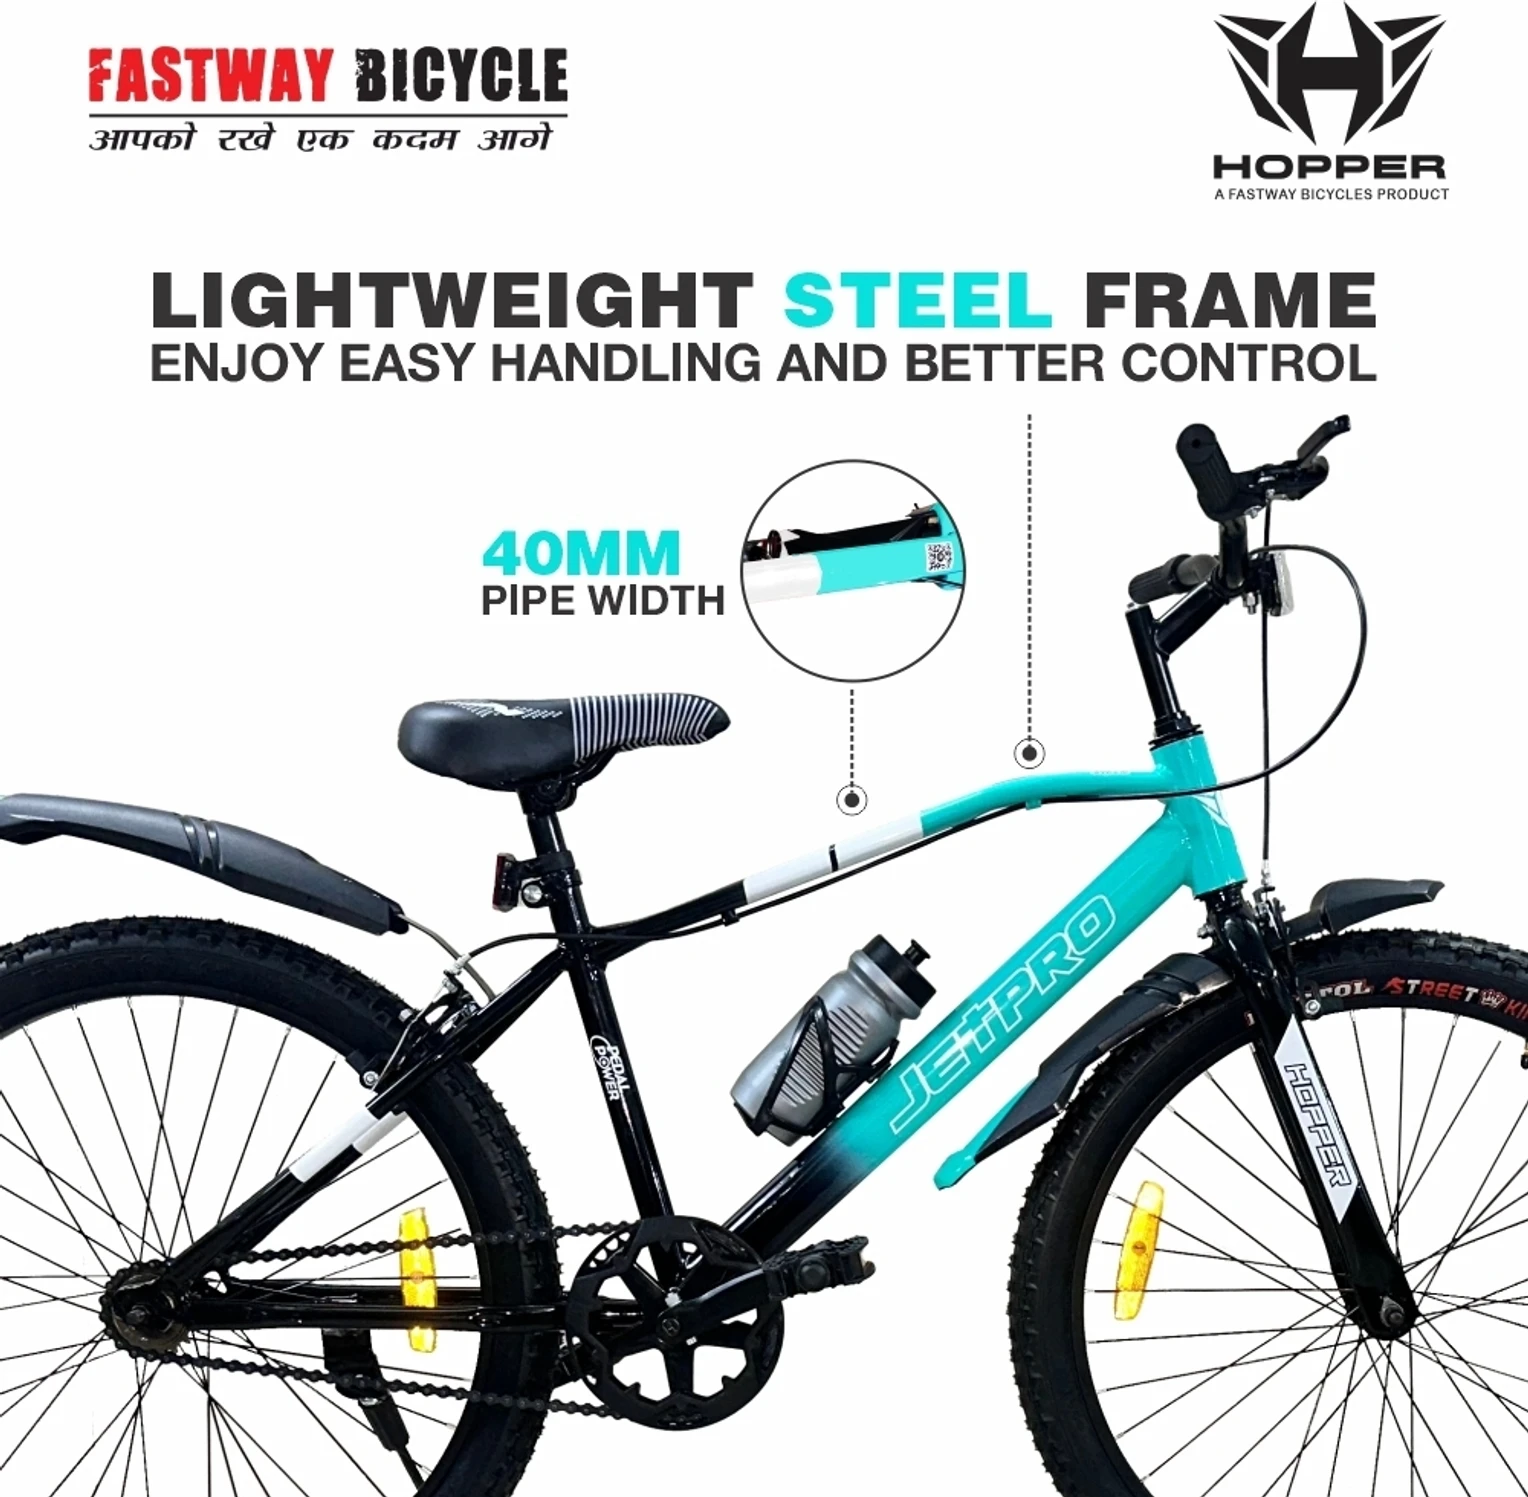 FASTWAY BICYCLE
आपको रखे एक कदम आगे
HOPPER
A FASTWAY BICYCLES PRODUCT
LIGHTWEIGHT STEEL FRAME
ENJOY EASY HANDLING AND BETTER CONTROL
40MM
PIPE WIDTH
JETPRO
PEDAL
POWER
STREET
HOPPER